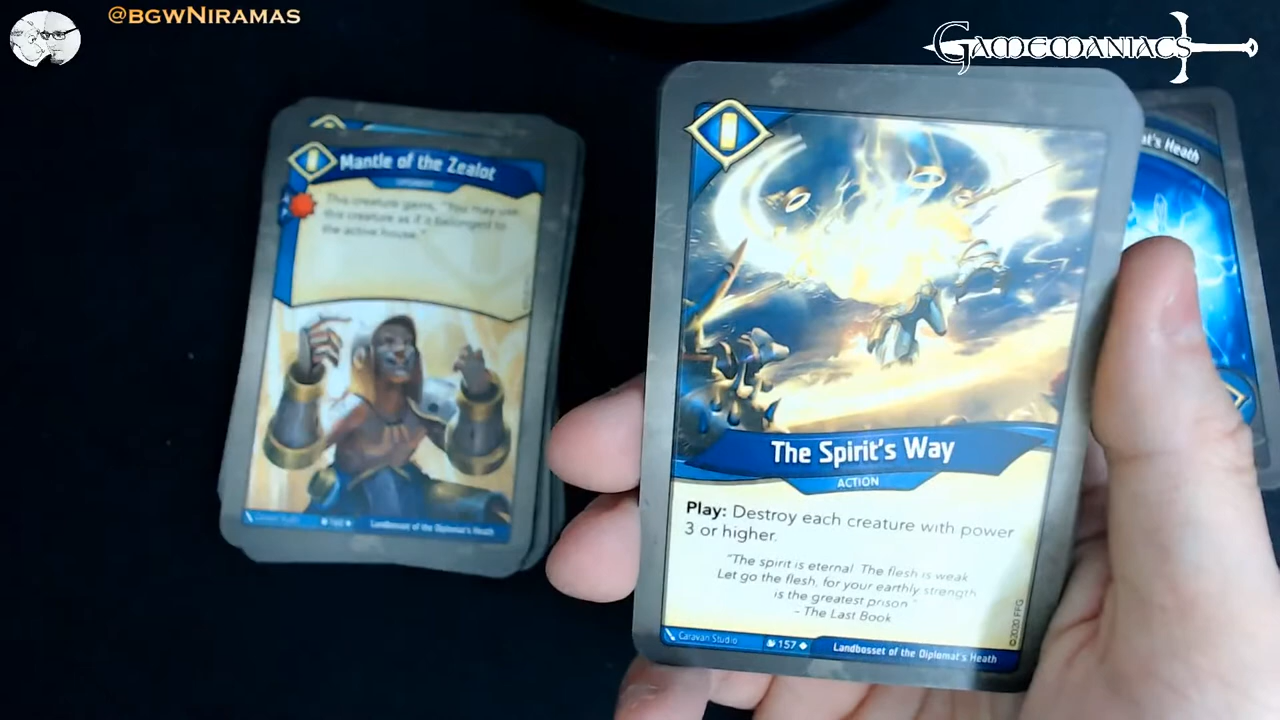 @BGWNIRAMAS
GAMEMANIACS
Mantle of the Zealot
UPGRADE
This creature gains, "You may use
this creature as if it belonged to
the active house."
Landbosset of the Diplomat's Heath
The Spirit's Way
ACTION
Play: Destroy each creature with power
3 or higher.
"The spirit is eternal. The flesh is weak
Let go the flesh, for your earthly strength
is the greatest prison"
– The Last Book
©2020 FFG
Caravan Studio
157
Landbosset of the Diplomat's Heath
at's Heath